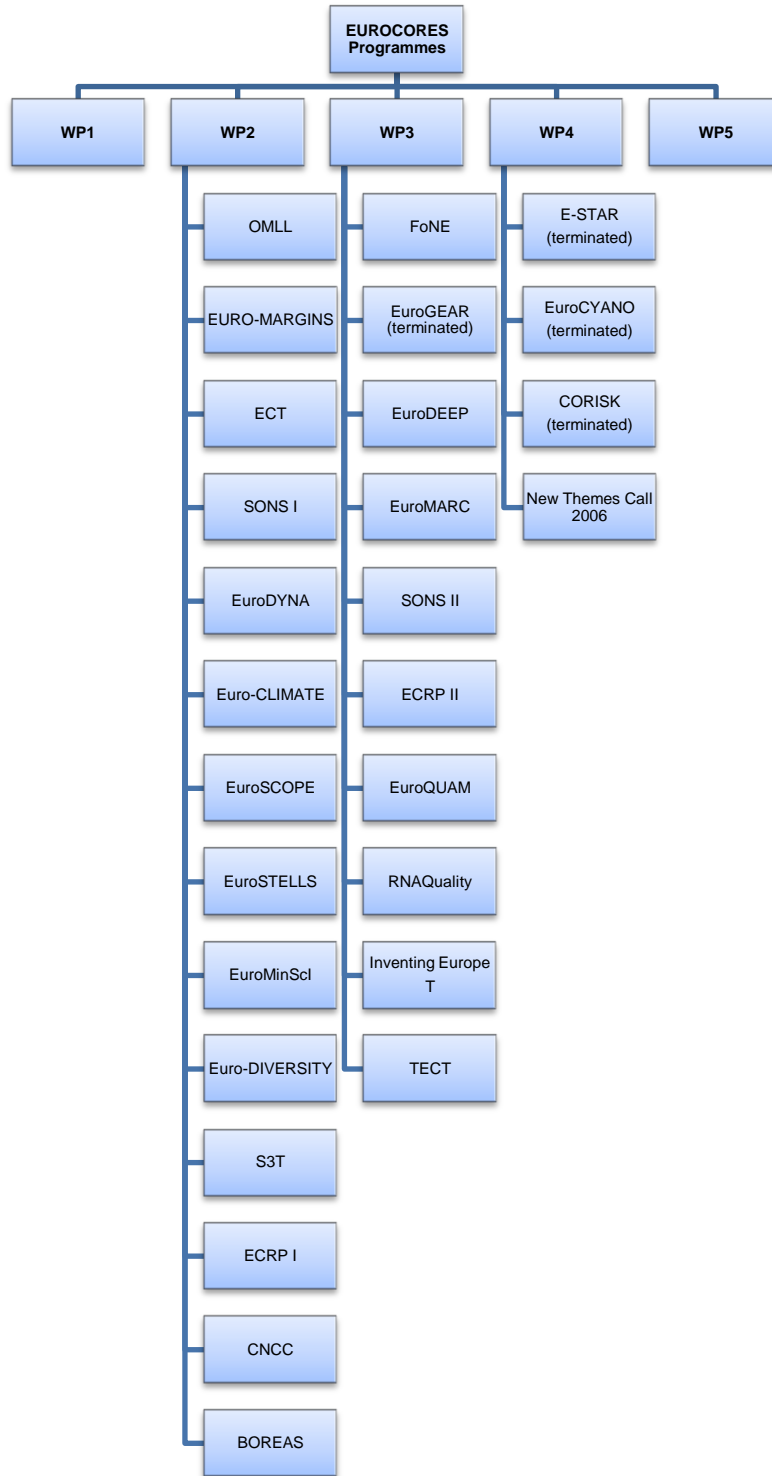 EUROCORES
Programmes
WP1
WP2
WP3
WP4
WP5
OMLL
EURO-MARGINS
ECT
SONS I
EuroDYNA
Euro-CLIMATE
EuroSCOPE
EuroSTELLS
EuroMinScI
Euro-DIVERSITY
S3T
ECRP I
CNCC
BOREAS
FoNE
EuroGEAR
(terminated)
EuroDEEP
EuroMARC
SONS II
ECRP II
EuroQUAM
RNAQuality
Inventing Europe
T
TECT
E-STAR
(terminated)
EuroCYANO
(terminated)
CORISK
(terminated)
New Themes Call
2006